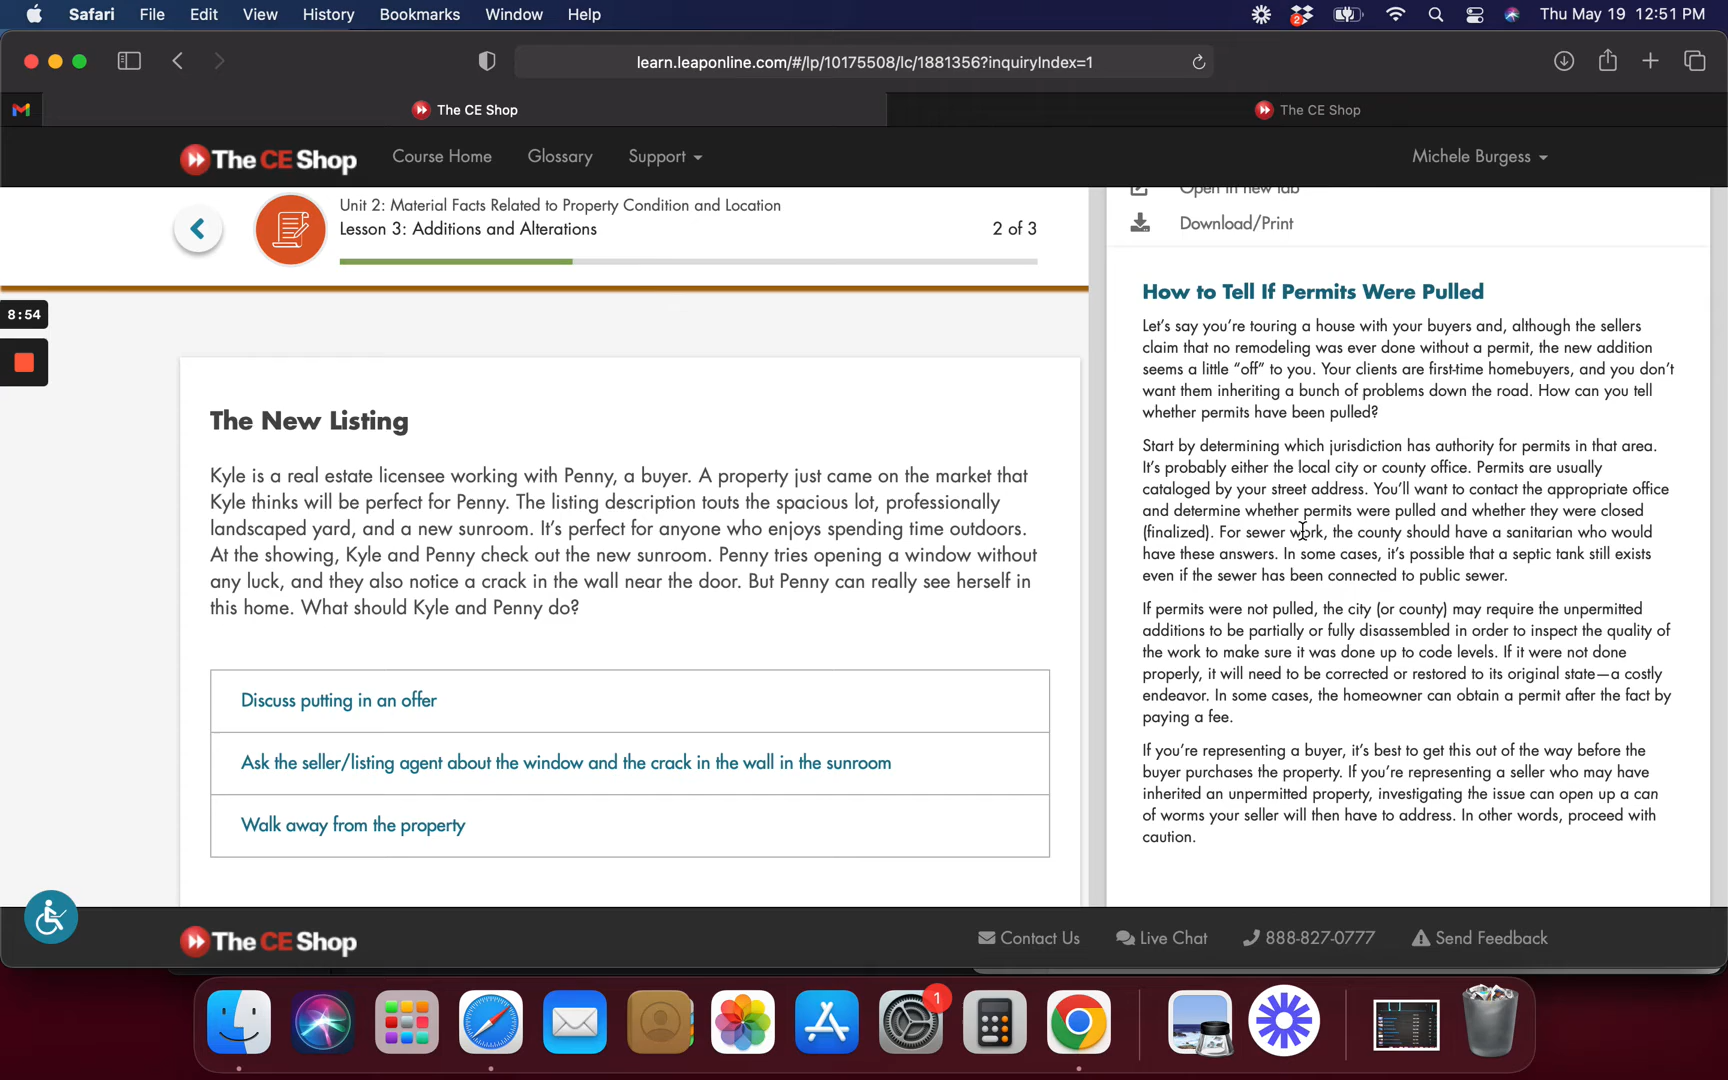 Safari File Edit View History Bookmarks Window Help 2 Thu May 19 12:51 PM
learn.leaponline.com/#/lp/10175508/lc/1881356?inquiryIndex=1
The CE Shop The CE Shop
The CE Shop Course Home Glossary Support Michele Burgess
Unit 2: Material Facts Related to Property Condition and Location
Lesson 3: Additions and Alterations 2 of 3
8:54
The New Listing
Kyle is a real estate licensee working with Penny, a buyer. A property just came on the market that
Kyle thinks will be perfect for Penny. The listing description touts the spacious lot, professionally
landscaped yard, and a new sunroom. It's perfect for anyone who enjoys spending time outdoors.
At the showing, Kyle and Penny check out the new sunroom. Penny tries opening a window without
any luck, and they also notice a crack in the wall near the door. But Penny can really see herself in
this home. What should Kyle and Penny do?
Discuss putting in an offer
Ask the seller/listing agent about the window and the crack in the wall in the sunroom
Walk away from the property
Open in new tab
Download/Print
How to Tell If Permits Were Pulled
Let's say you're touring a house with your buyers and, although the sellers
claim that no remodeling was ever done without a permit, the new addition
seems a little “off” to you. Your clients are first-time homebuyers, and you don't
want them inheriting a bunch of problems down the road. How can you tell
whether permits have been pulled?
Start by determining which jurisdiction has authority for permits in that area.
It's probably either the local city or county office. Permits are usually
cataloged by your street address. You'll want to contact the appropriate office
and determine whether permits were pulled and whether they were closed
(finalized). For sewer work, the county should have a sanitarian who would
have these answers. In some cases, it's possible that a septic tank still exists
even if the sewer has been connected to public sewer.
If permits were not pulled, the city (or county) may require the unpermitted
additions to be partially or fully disassembled in order to inspect the quality of
the work to make sure it was done up to code levels. If it were not done
properly, it will need to be corrected or restored to its original state—a costly
endeavor. In some cases, the homeowner can obtain a permit after the fact by
paying a fee.
If you're representing a buyer, it's best to get this out of the way before the
buyer purchases the property. If you're representing a seller who may have
inherited an unpermitted property, investigating the issue can open up a can
of worms your seller will then have to address. In other words, proceed with
caution.
The CE Shop Contact Us Live Chat 888-827-0777 Send Feedback
1